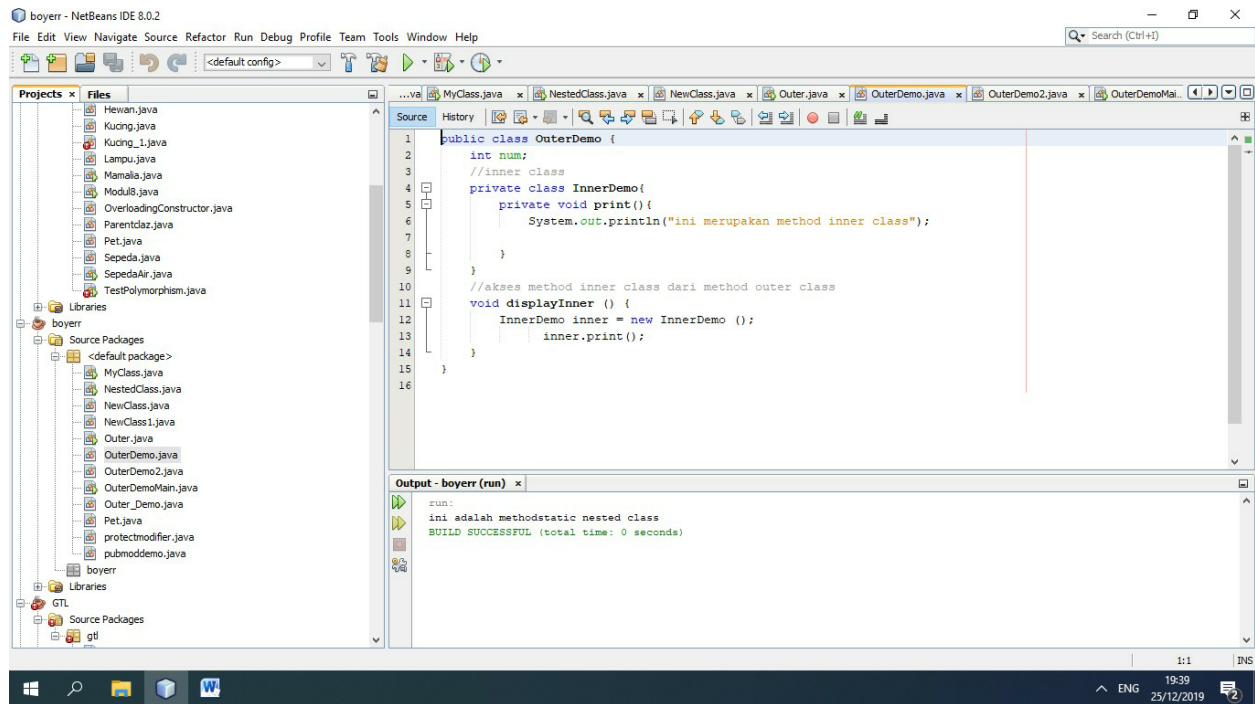 boyerr - NetBeans IDE 8.0.2
File Edit View Navigate Source Refactor Run Debug Profile Team Tools Window Help
Search (Ctrl+I)
<default config>
Projects x Files
...va MyClass.java x NestedClass.java x NewClass.java x Outer.java x OuterDemo.java x OuterDemo2.java x OuterDemoMai...
Hewan.java
Kucing.java
Kucing_1.java
Lampu.java
Mamalia.java
Modul8.java
OverloadingConstructor.java
Parentclaz.java
Pet.java
Sepeda.java
SepedaAir.java
TestPolymorphism.java
Libraries
boyerr
Source Packages
<default package>
MyClass.java
NestedClass.java
NewClass.java
NewClass1.java
Outer.java
OuterDemo.java
OuterDemo2.java
OuterDemoMain.java
Outer_Demo.java
Pet.java
protectmodifier.java
pubmoddemo.java
boyerr
Libraries
GTL
Source Packages
gtl
Source History
1 public class OuterDemo {
2 int num;
3 //inner class
4 private class InnerDemo{
5 private void print(){
6 System.out.println("ini merupakan method inner class");
7
8 }
9 }
10 //akses method inner class dari method outer class
11 void displayInner () {
12 InnerDemo inner = new InnerDemo ();
13 inner.print();
14 }
15 }
16
Output - boyerr (run) x
run:
ini adalah methodstatic nested class
BUILD SUCCESSFUL (total time: 0 seconds)
1:1 INS
ENG
19:39
25/12/2019
2